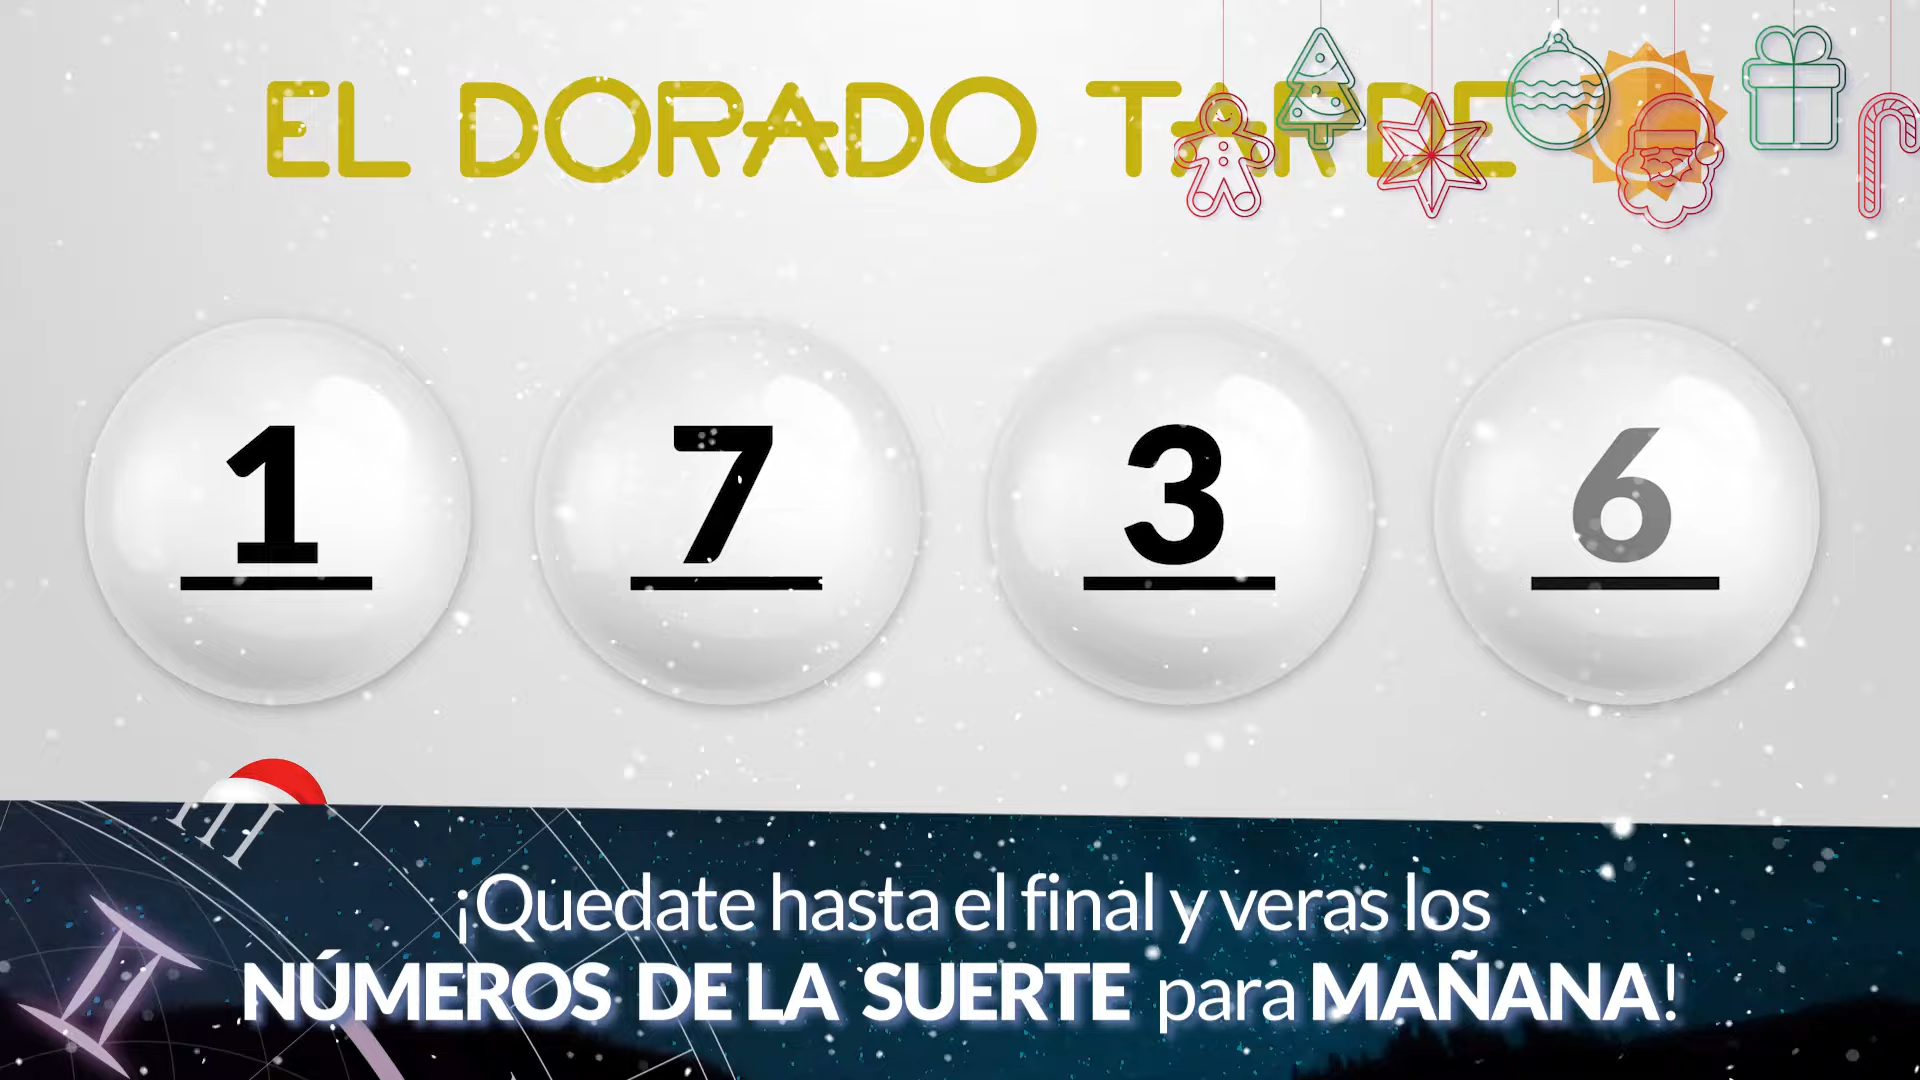 EL DORADO TARDE
1 7 3 6
III
¡Quedate hasta el final y veras los
NÚMEROS DE LA SUERTE para MAÑANA!